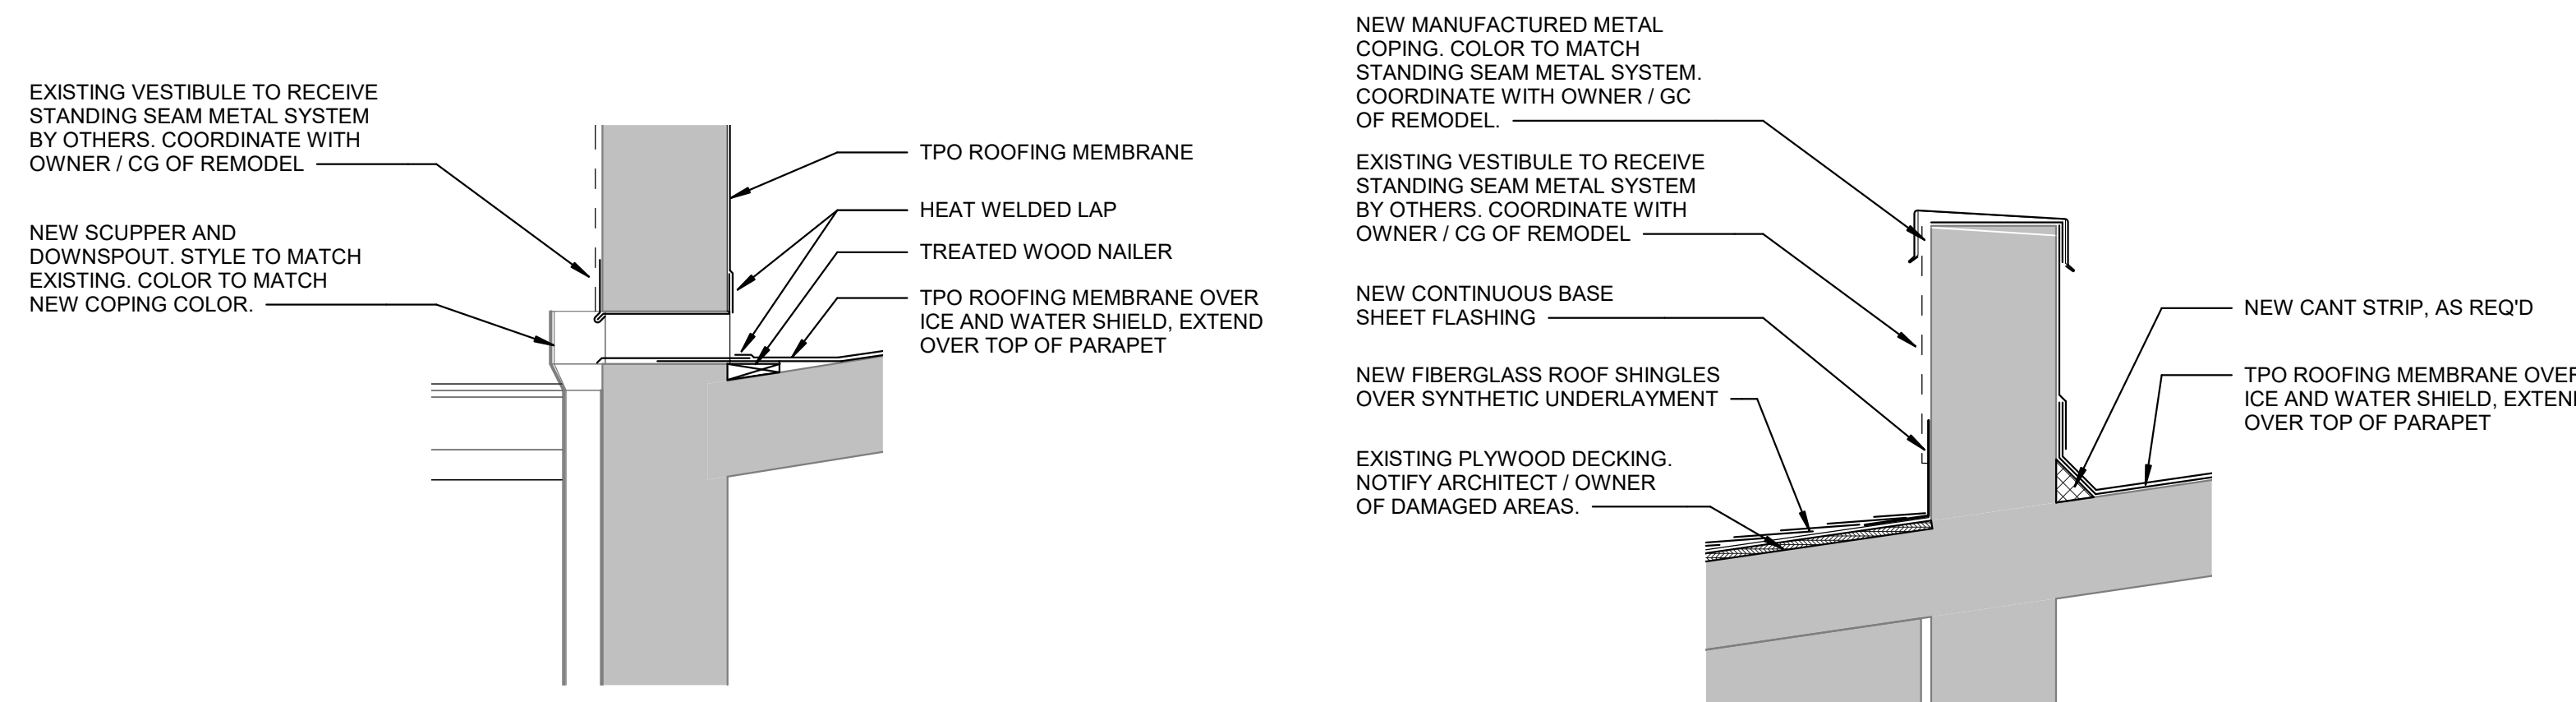 EXISTING VESTIBULE TO RECEIVE
STANDING SEAM METAL SYSTEM
BY OTHERS. COORDINATE WITH
OWNER / CG OF REMODEL
NEW SCUPPER AND
DOWNSPOUT. STYLE TO MATCH
EXISTING. COLOR TO MATCH
NEW COPING COLOR.
TPO ROOFING MEMBRANE
HEAT WELDED LAP
TREATED WOOD NAILER
TPO ROOFING MEMBRANE OVER
ICE AND WATER SHIELD, EXTEND
OVER TOP OF PARAPET
NEW MANUFACTURED METAL
COPING. COLOR TO MATCH
STANDING SEAM METAL SYSTEM.
COORDINATE WITH OWNER / GC
OF REMODEL.
EXISTING VESTIBULE TO RECEIVE
STANDING SEAM METAL SYSTEM
BY OTHERS. COORDINATE WITH
OWNER / CG OF REMODEL
NEW CONTINUOUS BASE
SHEET FLASHING
NEW FIBERGLASS ROOF SHINGLES
OVER SYNTHETIC UNDERLAYMENT
EXISTING PLYWOOD DECKING.
NOTIFY ARCHITECT / OWNER
OF DAMAGED AREAS.
NEW CANT STRIP, AS REQ'D
TPO ROOFING MEMBRANE OVER
ICE AND WATER SHIELD, EXTEN
OVER TOP OF PARAPET